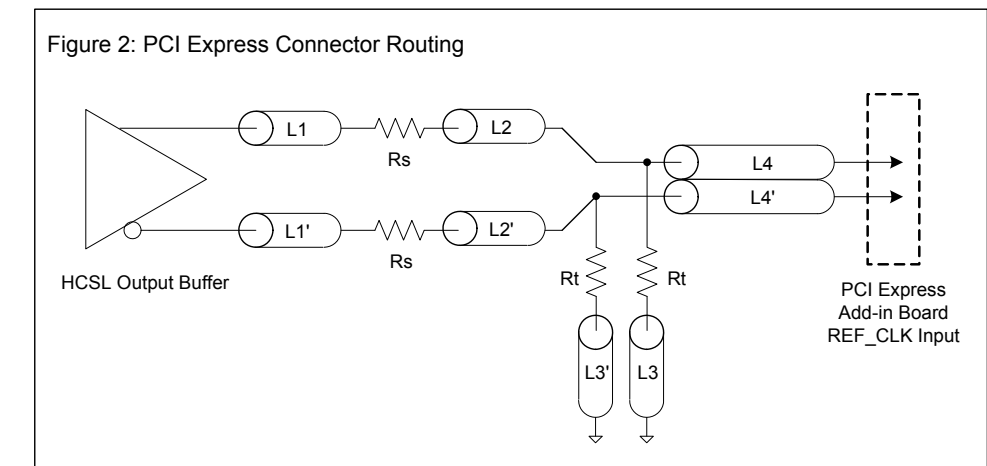 Figure 2: PCI Express Connector Routing
L1
Rs
L2
L4
L4'
L1'
Rs
L2'
HCSL Output Buffer
Rt
Rt
L3'
L3
PCI Express
Add-in Board
REF_CLK Input